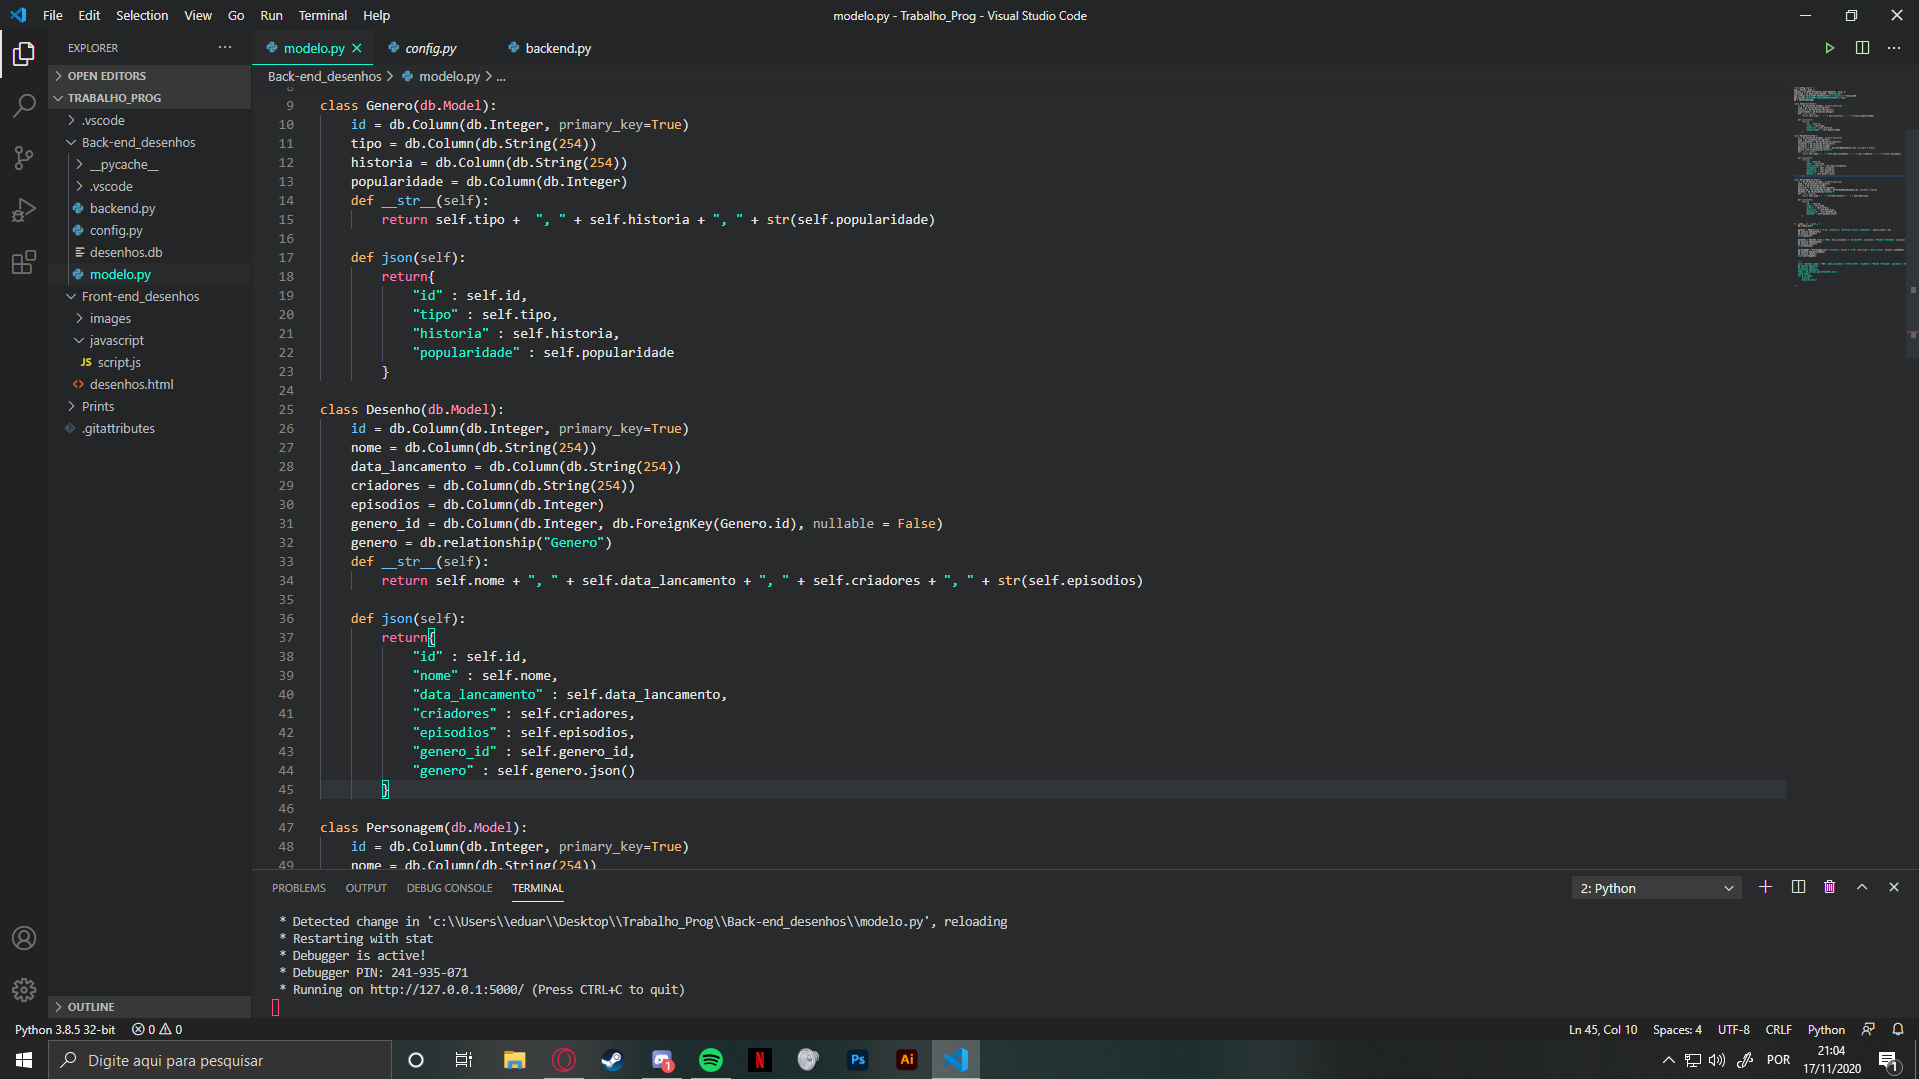 File Edit Selection View Go Run Terminal Help
modelo.py - Trabalho_Prog - Visual Studio Code
EXPLORER
OPEN EDITORS
TRABALHO_PROG
.vscode
Back-end_desenhos
__pycache__
.vscode
backend.py
config.py
desenhos.db
modelo.py
Front-end_desenhos
images
javascript
JS script.js
desenhos.html
Prints
.gitattributes
OUTLINE
modelo.py config.py backend.py
Back-end_desenhos > modelo.py > ...
8
9 class Genero(db.Model):
10 id = db.Column(db.Integer, primary_key=True)
11 tipo = db.Column(db.String(254))
12 historia = db.Column(db.String(254))
13 popularidade = db.Column(db.Integer)
14 def __str__(self):
15 return self.tipo +  ", " + self.historia + ", " + str(self.popularidade)
16
17 def json(self):
18 return{
19 "id" : self.id,
20 "tipo" : self.tipo,
21 "historia" : self.historia,
22 "popularidade" : self.popularidade
23 }
24
25 class Desenho(db.Model):
26 id = db.Column(db.Integer, primary_key=True)
27 nome = db.Column(db.String(254))
28 data_lancamento = db.Column(db.String(254))
29 criadores = db.Column(db.String(254))
30 episodios = db.Column(db.Integer)
31 genero_id = db.Column(db.Integer, db.ForeignKey(Genero.id), nullable = False)
32 genero = db.relationship("Genero")
33 def __str__(self):
34 return self.nome + ", " + self.data_lancamento + ", " + self.criadores + ", " + str(self.episodios)
35
36 def json(self):
37 return{
38 "id" : self.id,
39 "nome" : self.nome,
40 "data_lancamento" : self.data_lancamento,
41 "criadores" : self.criadores,
42 "episodios" : self.episodios,
43 "genero_id" : self.genero_id,
44 "genero" : self.genero.json()
45 }
46
47 class Personagem(db.Model):
48 id = db.Column(db.Integer, primary_key=True)
49 nome = db.Column(db.String(254))
PROBLEMS OUTPUT DEBUG CONSOLE TERMINAL
2: Python
* Detected change in 'c:\\Users\\eduar\\Desktop\\Trabalho_Prog\\Back-end_desenhos\\modelo.py', reloading
* Restarting with stat
* Debugger is active!
* Debugger PIN: 241-935-071
* Running on http://127.0.0.1:5000/ (Press CTRL+C to quit)
Python 3.8.5 32-bit 0 0
Ln 45, Col 10 Spaces: 4 UTF-8 CRLF Python
Digite aqui para pesquisar
1
N
Ps
Ai
POR
21:04
17/11/2020
1